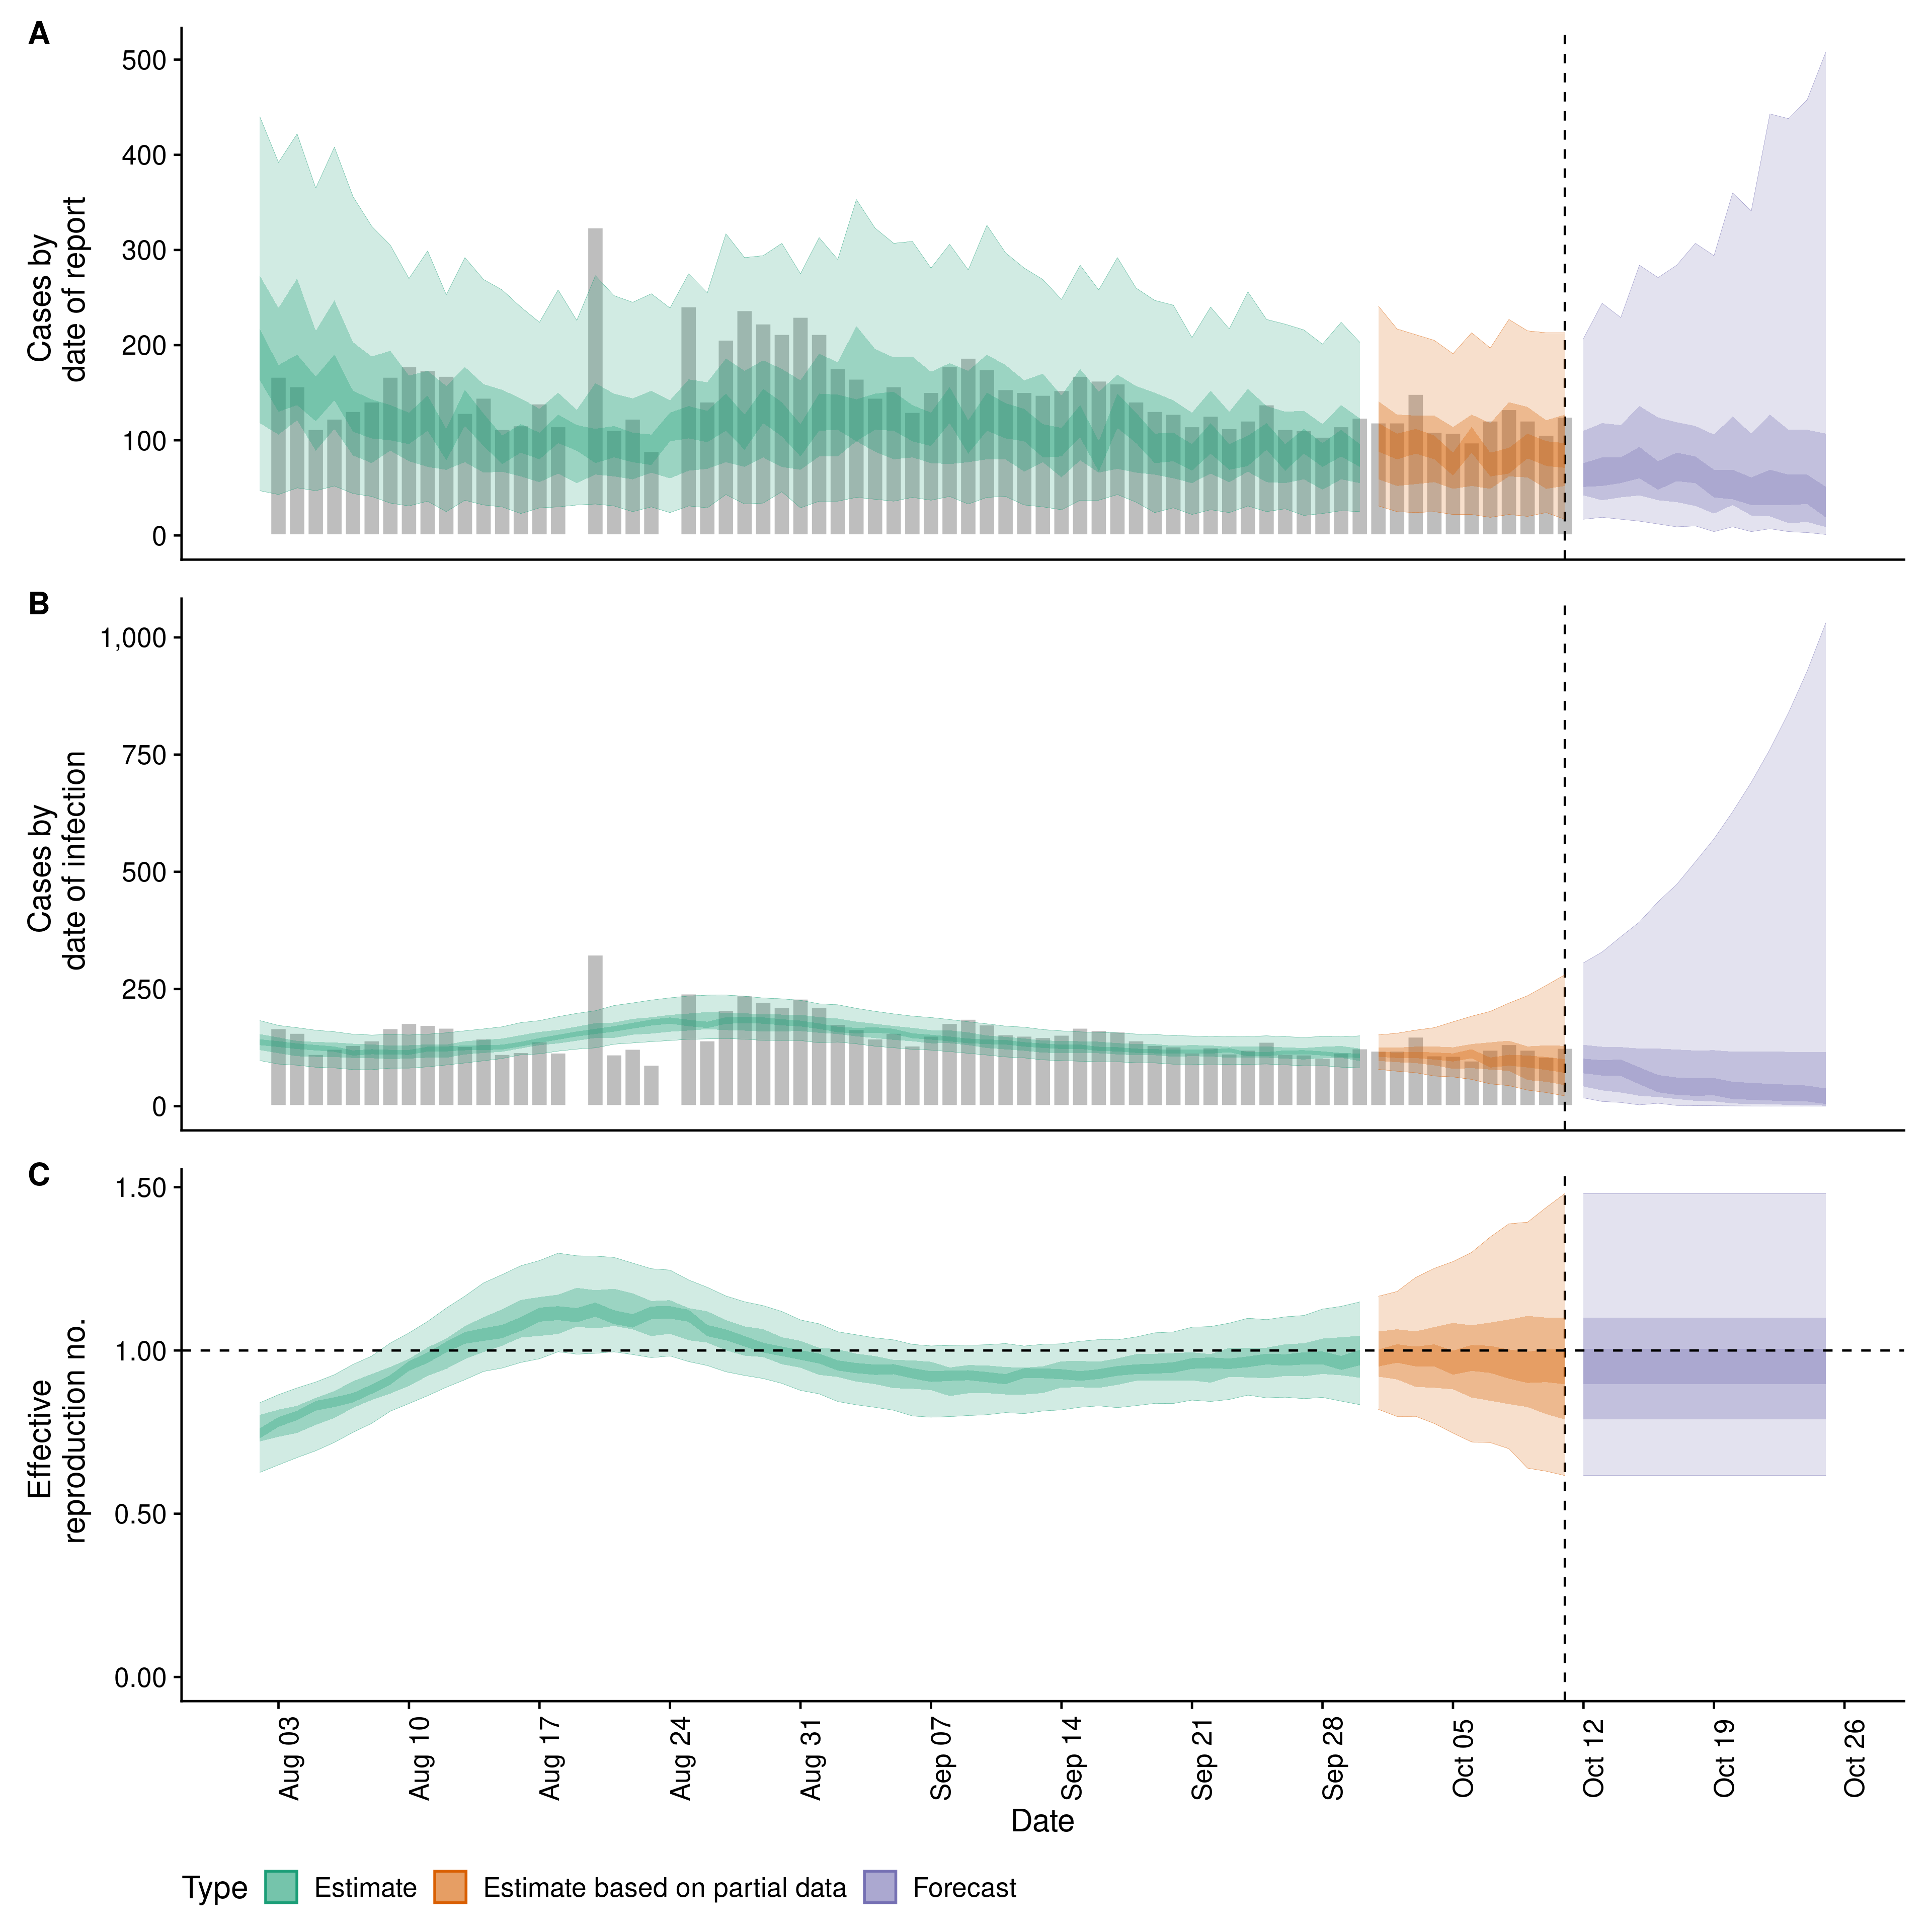 A
500
400
300
200
100
0
Cases by
date of report
B
1,000
750
500
250
0
Cases by
date of infection
C
1.50
1.00
0.50
0.00
Effective
reproduction no.
Aug 03
Aug 10
Aug 17
Aug 24
Aug 31
Sep 07
Sep 14
Sep 21
Sep 28
Oct 05
Oct 12
Oct 19
Oct 26
Date
Type Estimate Estimate based on partial data Forecast